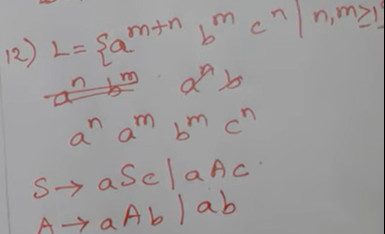 12) L = {a^{m+n} b^m c^n | n,m ≥ 1
a^n b^m a^n b
a^n a^m b^m c^n
S → aSc | aAc
A → aAb | ab